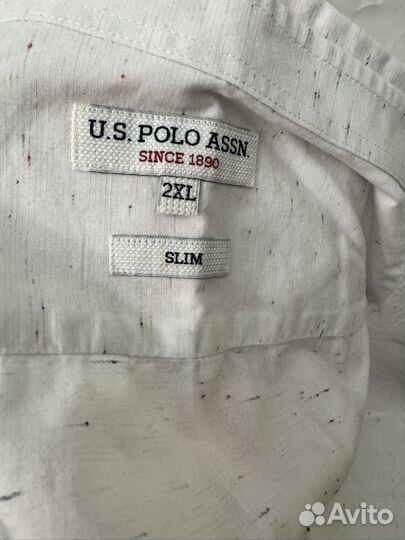 U.S. POLO ASSN.
SINCE 1890
2XL
SLIM
Avito